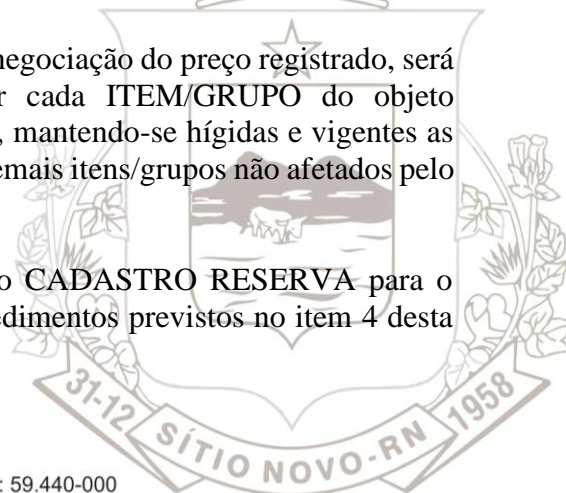 negociação do preço registrado, será
r cada ITEM/GRUPO do objeto
, mantendo-se hígidas e vigentes as
emais itens/grupos não afetados pelo
o CADASTRO RESERVA para o
edimentos previstos no item 4 desta
31-12 SÍTIO NOVO-RN 1958
: 59.440-000